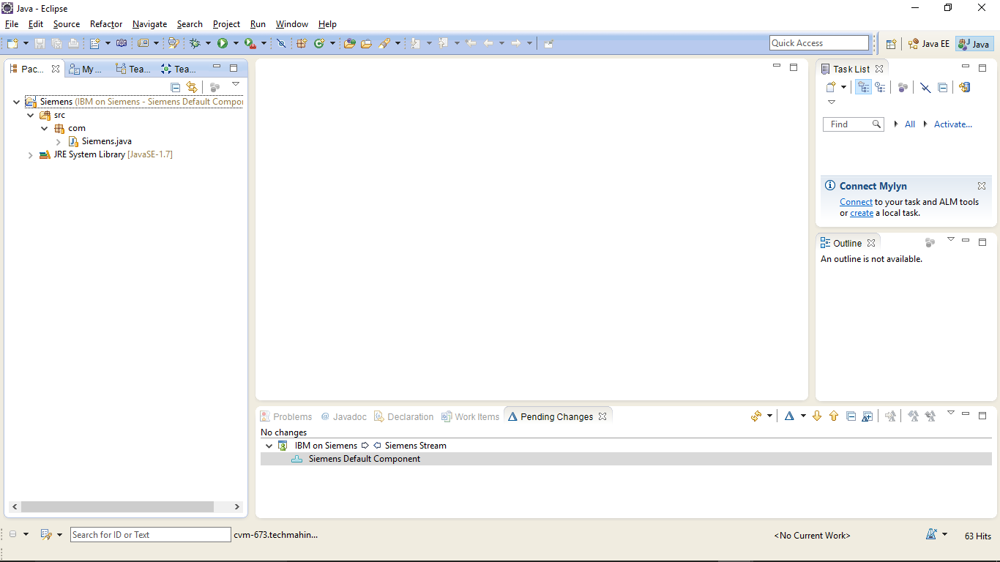 Java - Eclipse
File Edit Source Refactor Navigate Search Project Run Window Help
Quick Access
Java EE
Java
Pac...
My ...
Tea...
Tea...
Siemens (IBM on Siemens - Siemens Default Compo
src
com
Siemens.java
JRE System Library [JavaSE-1.7]
Task List
Find
All
Activate...
Connect Mylyn
Connect to your task and ALM tools
or create a local task.
Outline
An outline is not available.
Problems
@ Javadoc
Declaration
Work Items
Pending Changes
No changes
IBM on Siemens
Siemens Stream
Siemens Default Component
Search for ID or Text
cvm-673.techmahin...
<No Current Work>
63 Hits